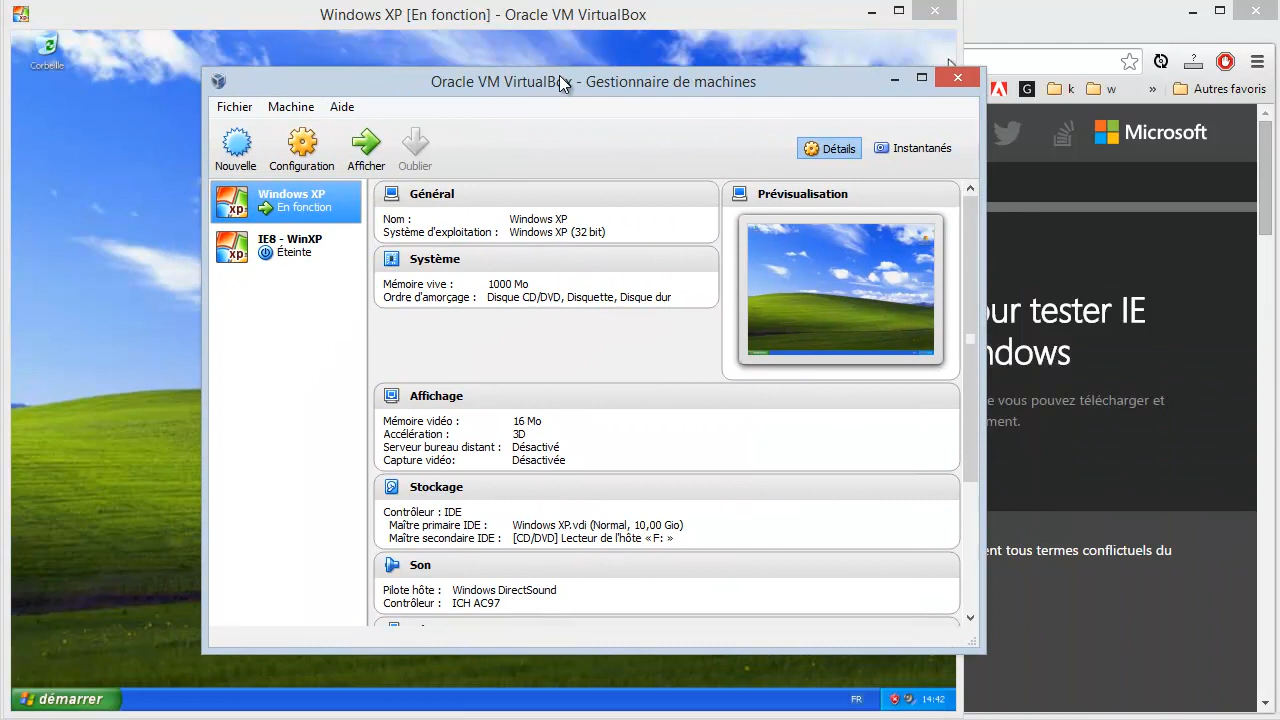 Windows XP [En fonction] - Oracle VM VirtualBox
Corbeille
Oracle VM VirtualBox - Gestionnaire de machines
Fichier Machine Aide
Nouvelle Configuration Afficher Oublier
Détails Instantanés
Windows XP
En fonction
IE8 - WinXP
Éteinte
Général
Nom : Windows XP
Système d'exploitation : Windows XP (32 bit)
Système
Mémoire vive : 1000 Mo
Ordre d'amorçage : Disque CD/DVD, Disquette, Disque dur
Prévisualisation
Affichage
Mémoire vidéo : 16 Mo
Accélération : 3D
Serveur bureau distant : Désactivé
Capture vidéo: Désactivée
Stockage
Contrôleur : IDE
Maître primaire IDE : Windows XP.vdi (Normal, 10,00 Gio)
Maître secondaire IDE : [CD/DVD] Lecteur de l'hôte «F: »
Son
Pilote hôte : Windows DirectSound
Contrôleur : ICH AC97
k w » Autres favoris
G
Microsoft
our tester IE
ndows
e vous pouvez télécharger et
ment.
ent tous termes conflictuels du
démarrer
FR 14:42